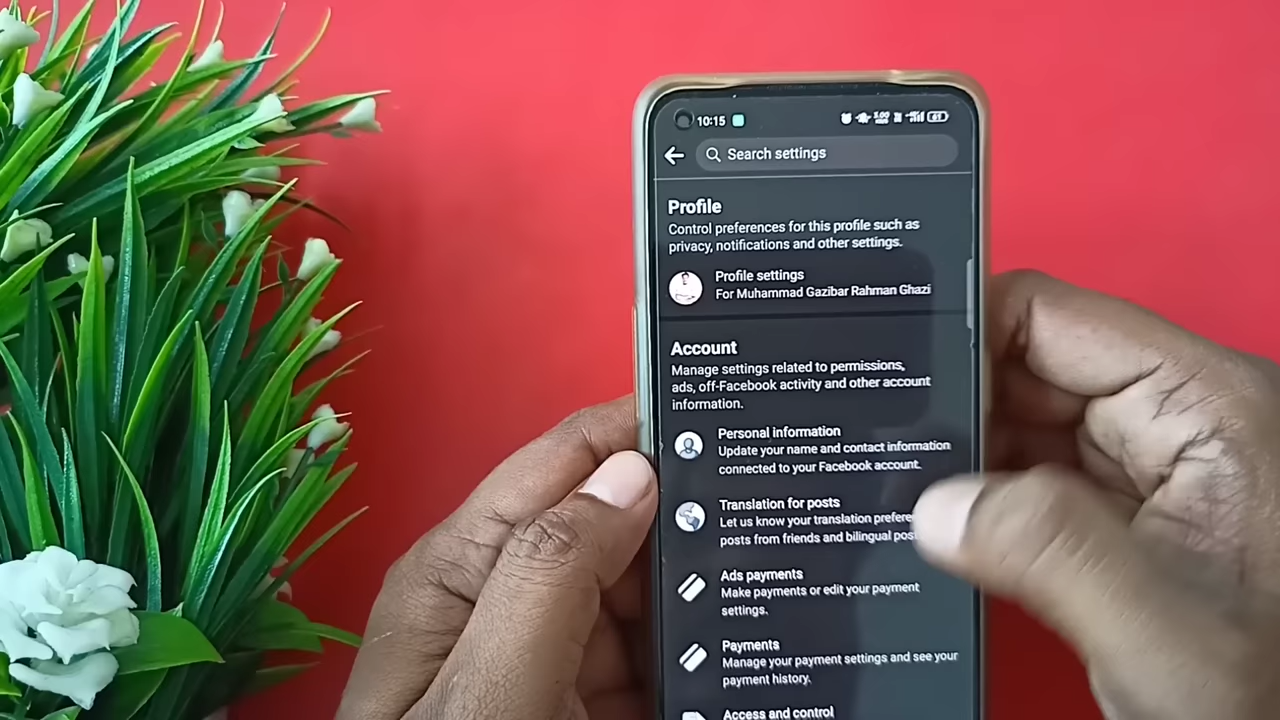 10:15
Search settings
Profile
Control preferences for this profile such as
privacy, notifications and other settings.
Profile settings
For Muhammad Gazibar Rahman Ghazi
Account
Manage settings related to permissions,
ads, off-Facebook activity and other account
information.
Personal information
Update your name and contact information
connected to your Facebook account.
Translation for posts
Let us know your translation
posts from friends and bilingual
Ads payments
Make payments or edit your payment
settings.
Payments
Manage your payment settings and see your
payment history.
Access and control